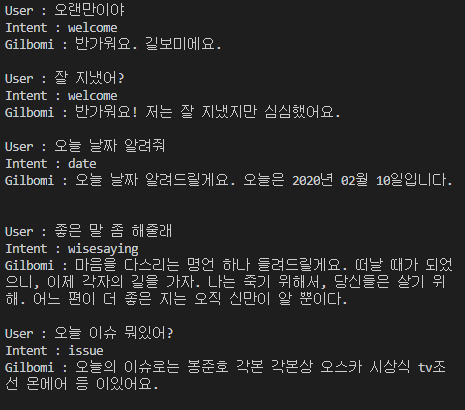 User : 오랜만이야
Intent : welcome
Gilbomi : 반가워요. 길보미에요.
User : 잘 지냈어?
Intent : welcome
Gilbomi : 반가워요! 저는 잘 지냈지만 심심했어요.
User : 오늘 날짜 알려줘
Intent : date
Gilbomi : 오늘 날짜 알려드릴게요. 오늘은 2020년 02월 10일입니다.
User : 좋은 말 좀 해줄래
Intent : wisesaying
Gilbomi : 마음을 다스리는 명언 하나 들려드릴게요. 떠날 때가 되었
으니, 이제 각자의 길을 가자. 나는 죽기 위해서, 당신들은 살기 위
해. 어느 편이 더 좋은 지는 오직 신만이 알 뿐이다.
User : 오늘 이슈 뭐있어?
Intent : issue
Gilbomi : 오늘의 이슈로는 봉준호 각본 각본상 오스카 시상식 tv조
선 몬메어 등 이있어요.